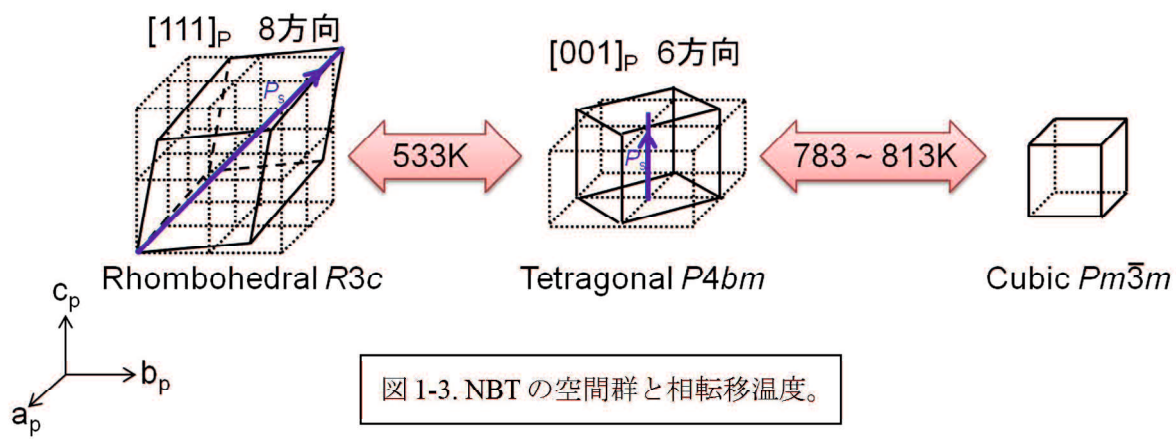 [111]P 8方向
[001]P 6方向
Ps
Ps
533K
783 ~ 813K
Rhombohedral R3c
Tetragonal P4bm
Cubic Pm3̅m
cp
bp
ap
図 1-3. NBT の空間群と相転移温度。